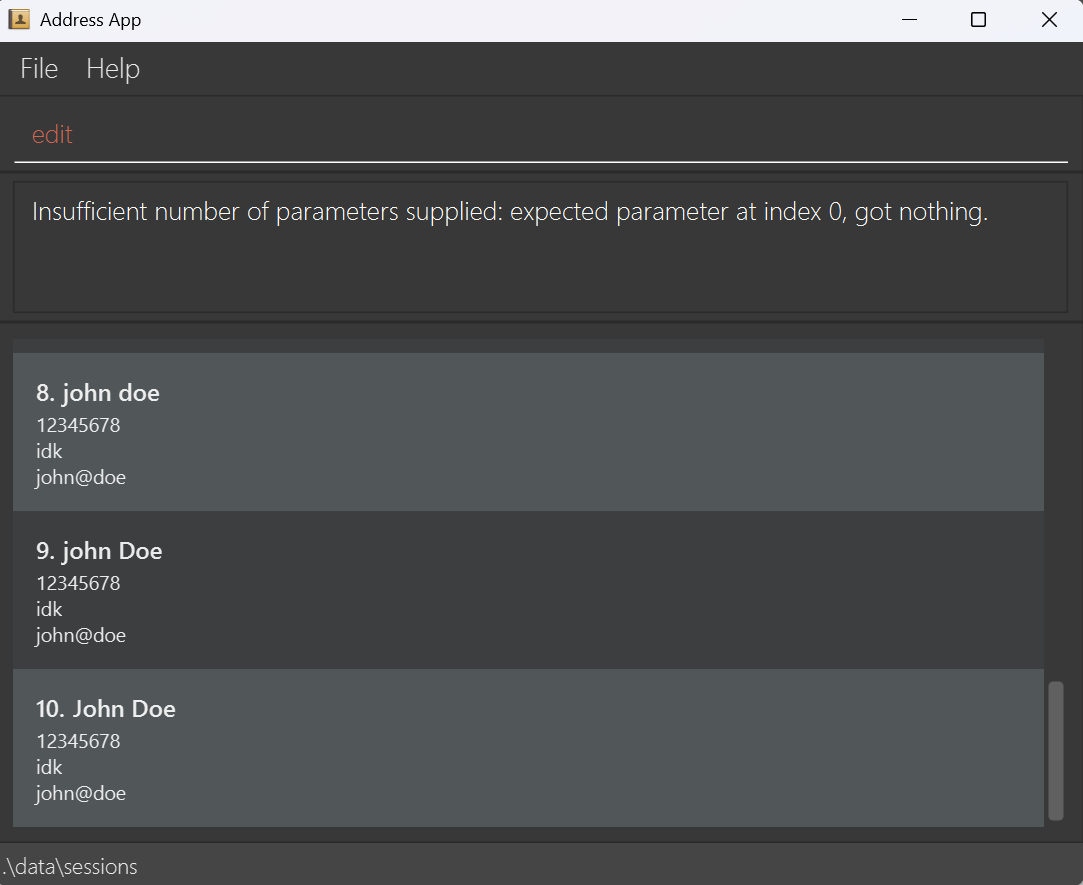 Address App
File Help
edit
Insufficient number of parameters supplied: expected parameter at index 0, got nothing.
8. john doe
12345678
idk
john@doe
9. john Doe
12345678
idk
john@doe
10. John Doe
12345678
idk
john@doe
.\data\sessions